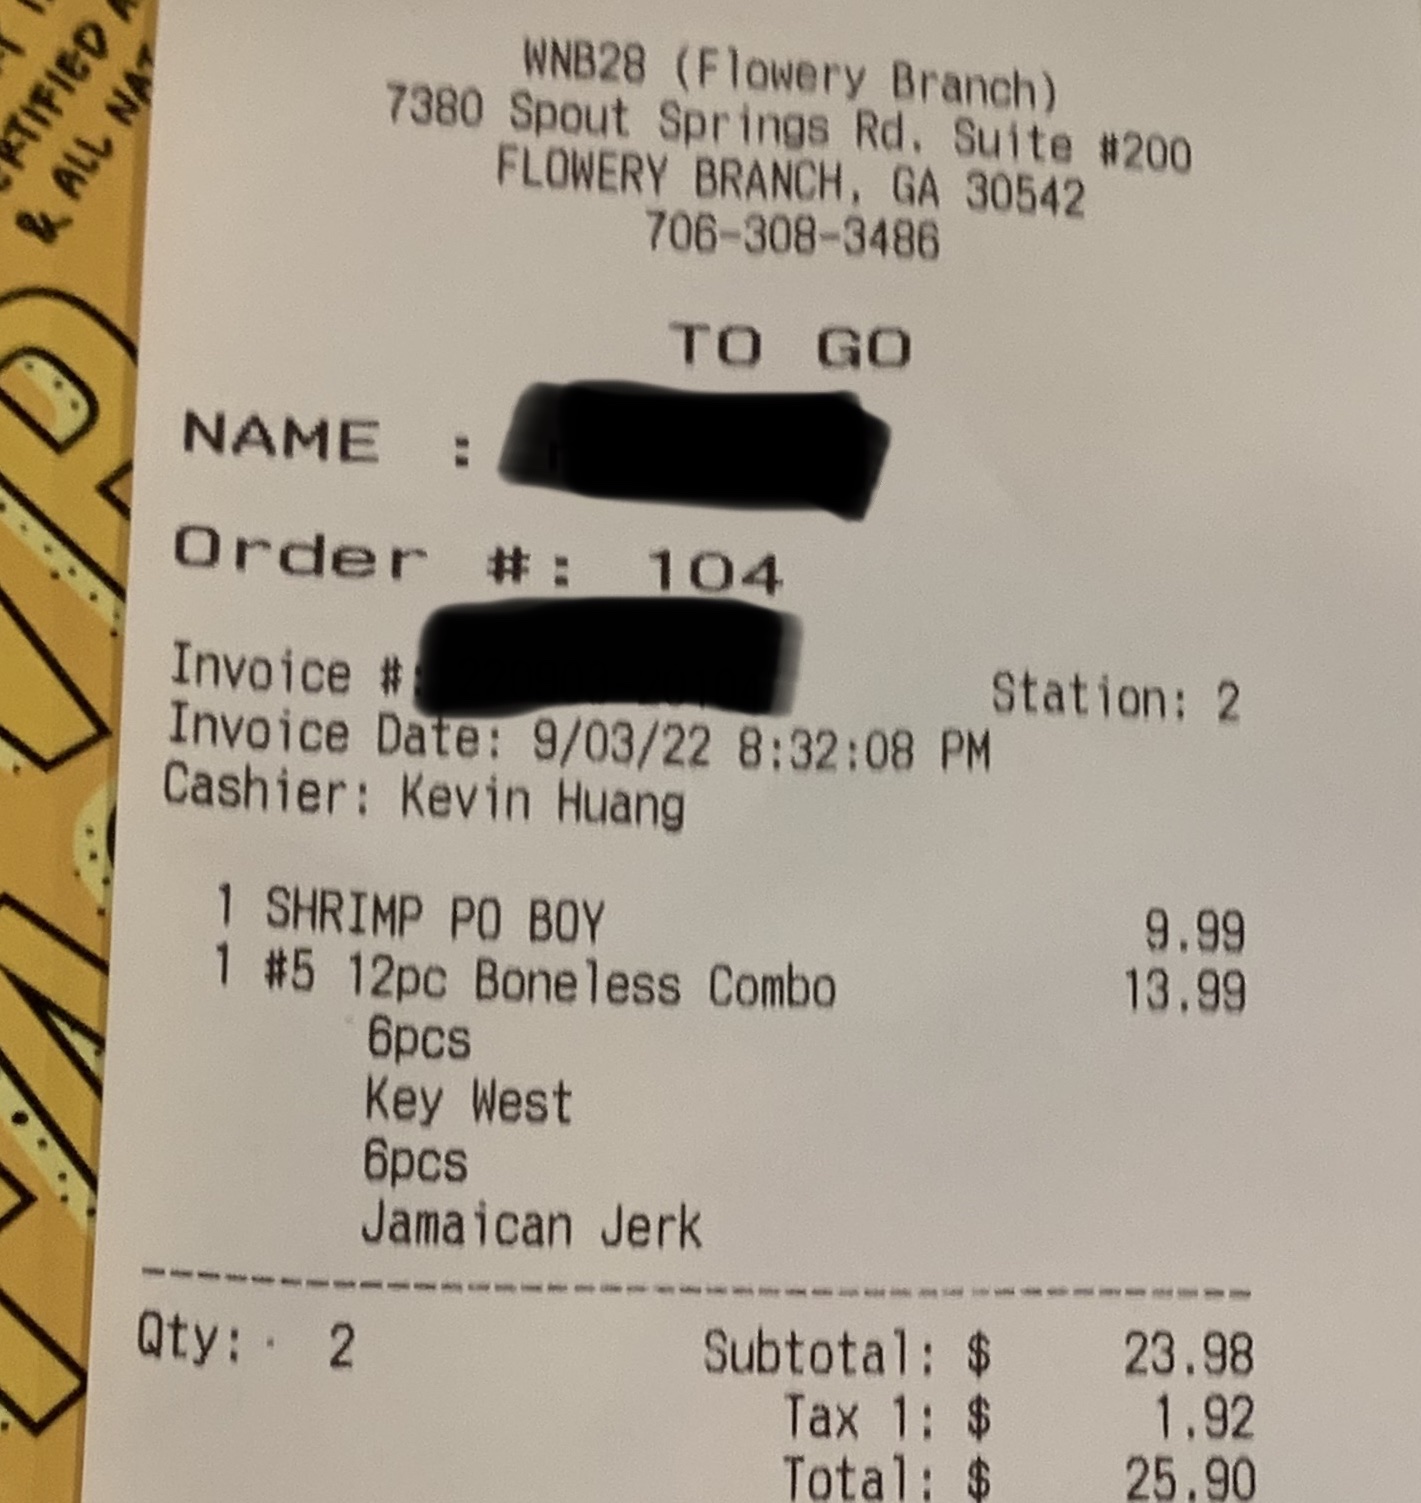 CERTIFIED
& ALL NAT
WNB28 (Flowery Branch)
7380 Spout Springs Rd. Suite #200
FLOWERY BRANCH, GA 30542
706-308-3486
TO GO
NAME :
Order #: 104
Invoice #: Station: 2
Invoice Date: 9/03/22 8:32:08 PM
Cashier: Kevin Huang
1 SHRIMP PO BOY 9.99
1 #5 12pc Boneless Combo 13.99
6pcs
Key West
6pcs
Jamaican Jerk
Qty: 2 Subtotal: $ 23.98
Tax 1: $ 1.92
Total: $ 25.90